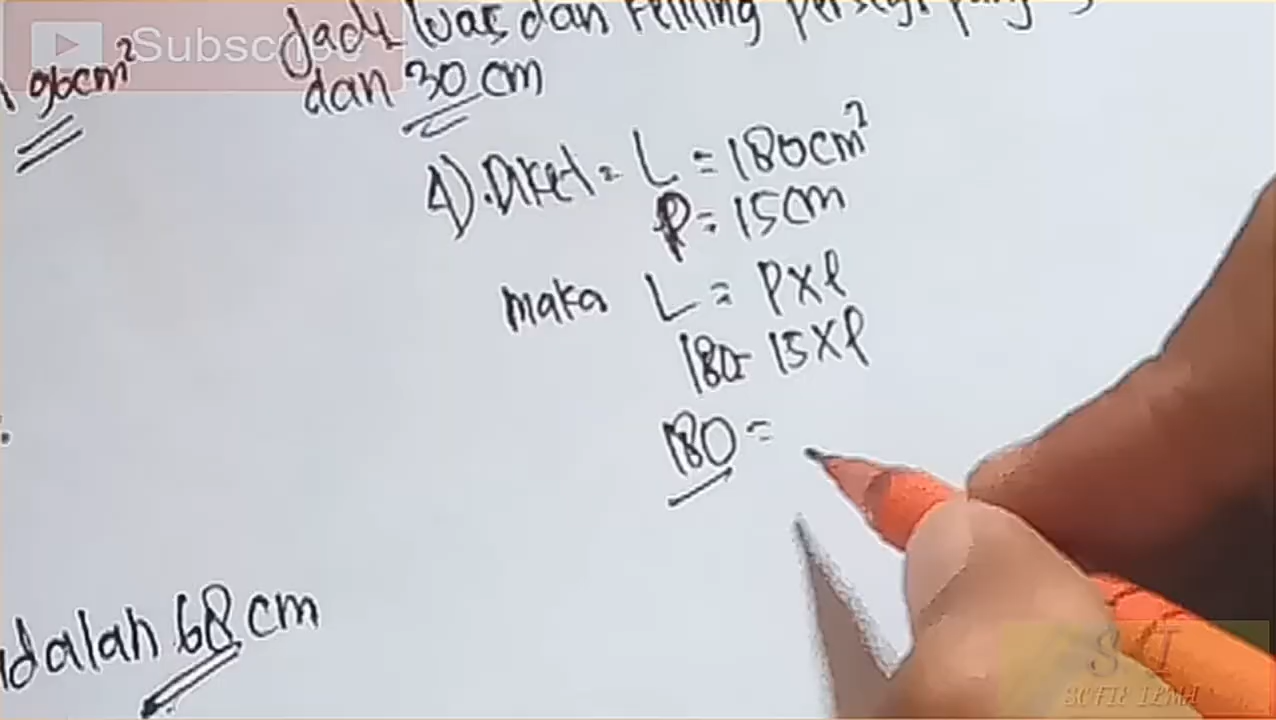 Subscribe
Jadi luas dan keliling persegi
96cm²
dan 30 cm
4). Diket = L = 180cm²
P = 15cm
maka L = P x l
180 = 15 x l
180 =
adalah 68 cm
S I